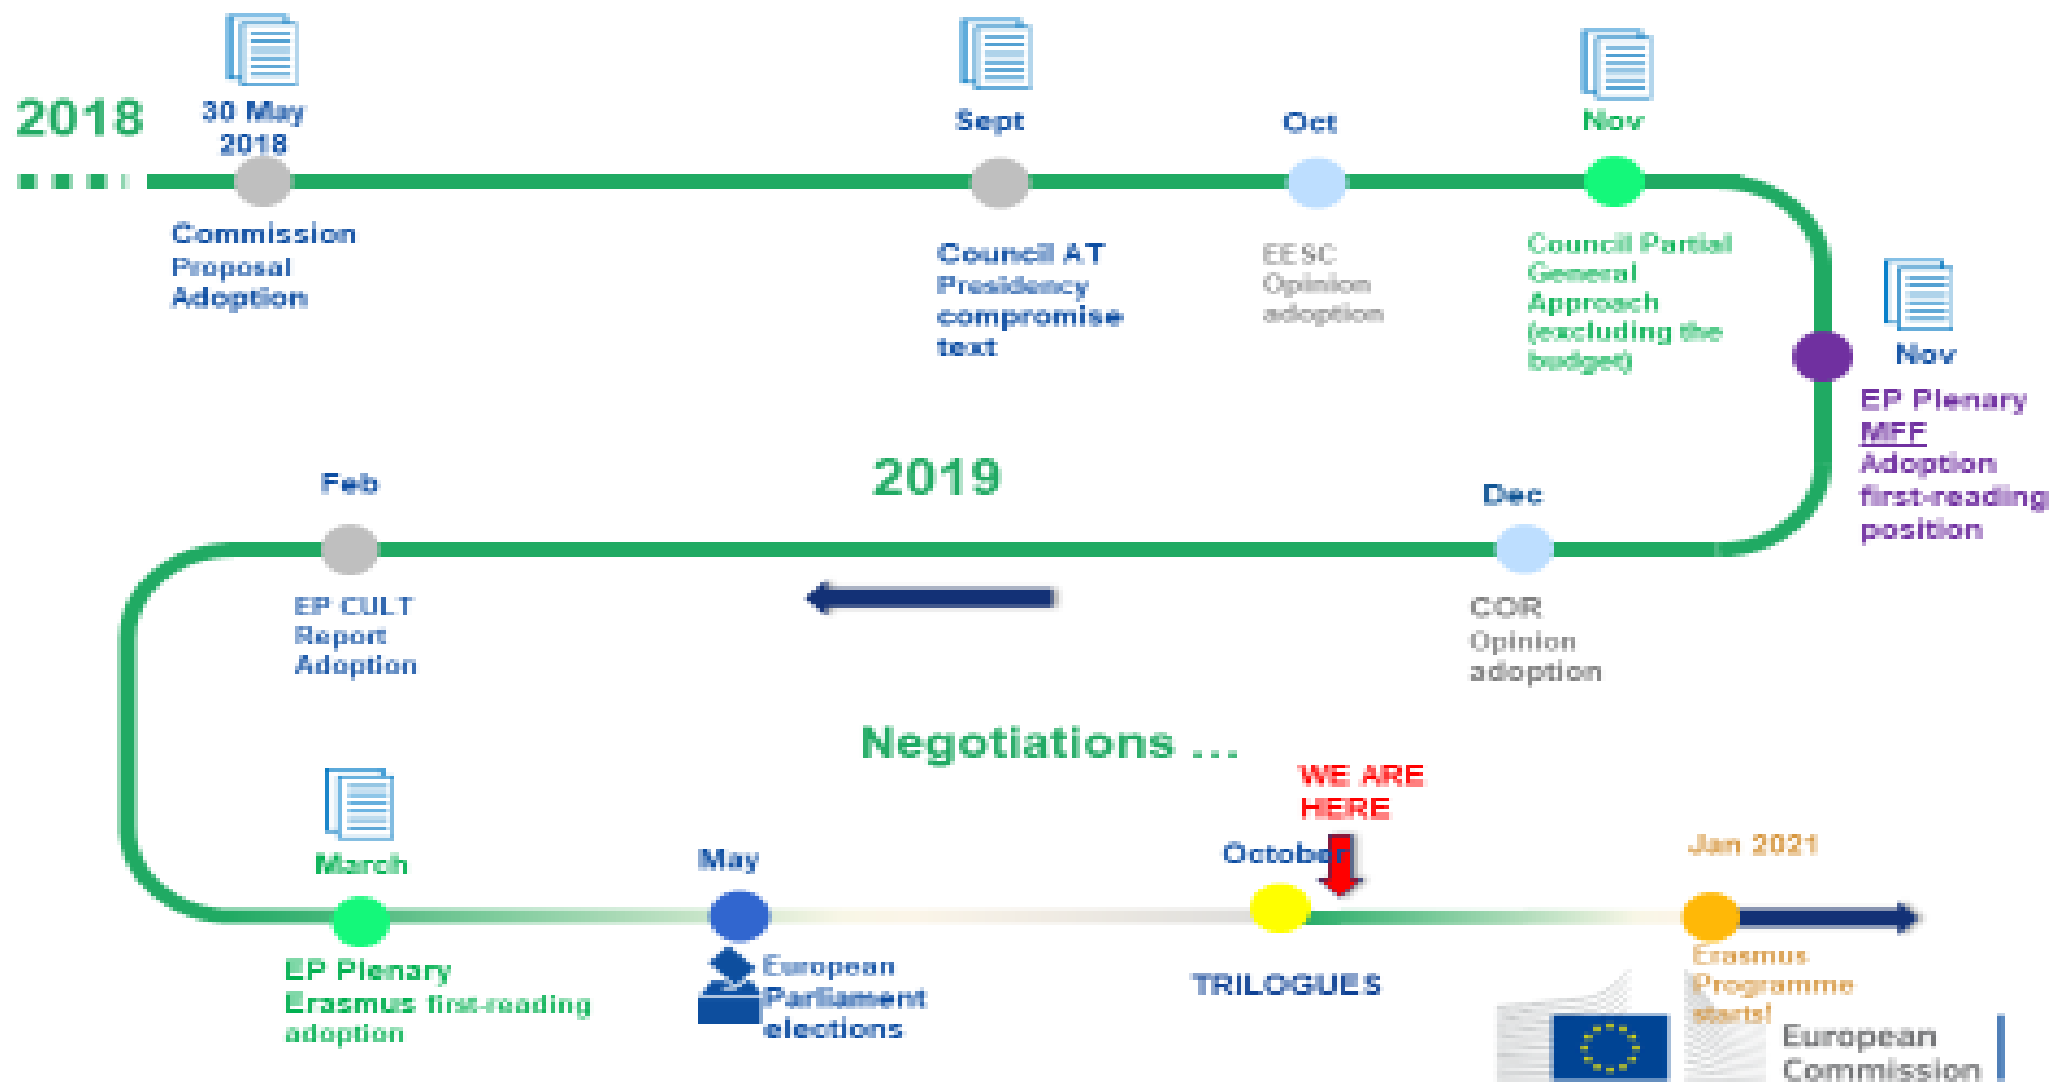 2018
30 May
2018
Commission
Proposal
Adoption
Sept
Council AT
Presidency
compromise
text
Oct
EESC
Opinion
adoption
Nov
Council Partial
General
Approach
(excluding the
budget)
Nov
EP Plenary
MFF
Adoption
first-reading
position
2019
Dec
COR
Opinion
adoption
Feb
EP CULT
Report
Adoption
Negotiations ...
WE ARE
HERE
March
EP Plenary
Erasmus first-reading
adoption
May
European
Parliament
elections
October
TRILOGUES
Jan 2021
Erasmus
Programme
starts!
European
Commission